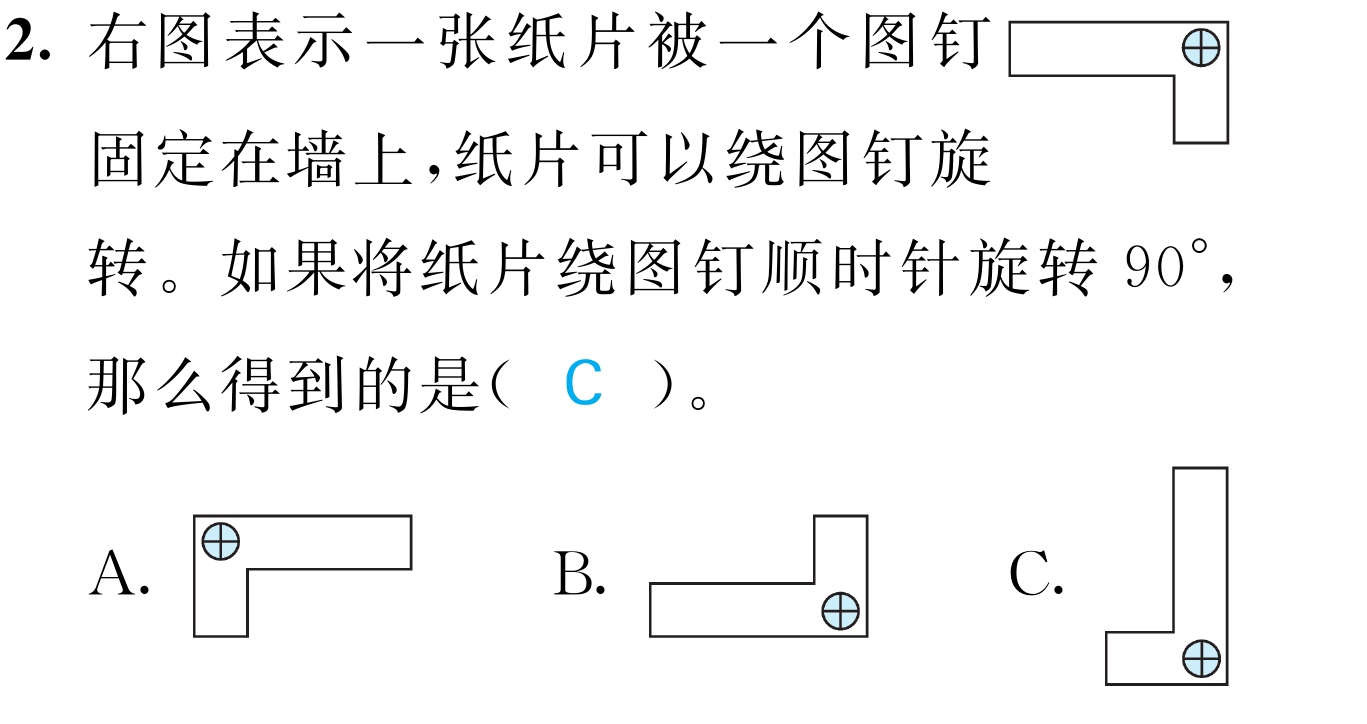 2. 右图表示一张纸片被一个图钉
固定在墙上,纸片可以绕图钉旋
转。如果将纸片绕图钉顺时针旋转 90°,
那么得到的是( C )。
A. B. C.